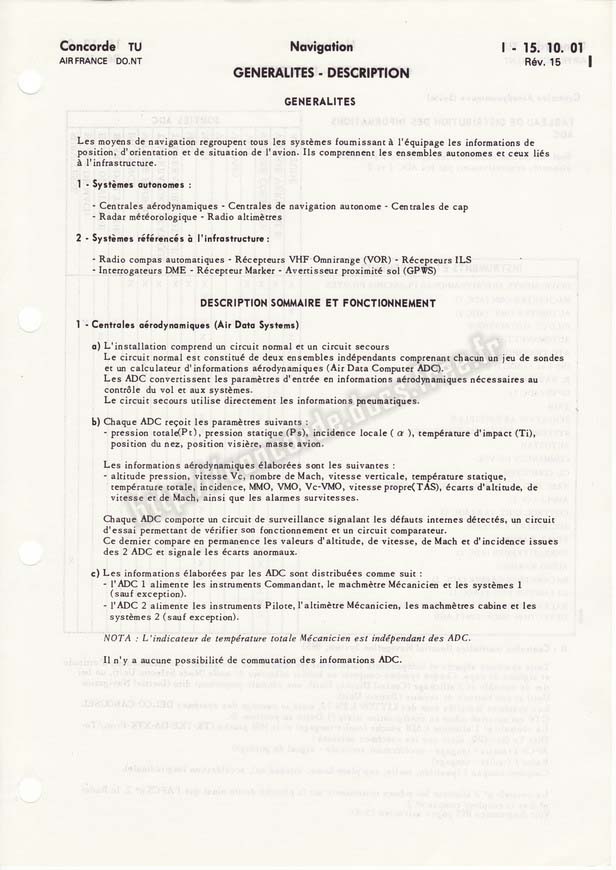 Concorde TU
AIR FRANCE DO.NT
Navigation
I - 15. 10. 01
Rév. 15
GENERALITES - DESCRIPTION
GENERALITES
Les moyens de navigation regroupent tous les systèmes fournissant à l'équipage les informations de
position, d'orientation et de situation de l'avion. Ils comprennent les ensembles autonomes et ceux liés
à l'infrastructure.
1 - Systèmes autonomes :
- Centrales aérodynamiques - Centrales de navigation autonome - Centrales de cap
- Radar météorologique - Radio altimètres
2 - Systèmes référencés à l'infrastructure :
- Radio compas automatiques - Récepteurs VHF Omnirange (VOR) - Récepteurs ILS
- Interrogateurs DME - Récepteur Marker - Avertisseur proximité sol (GPWS)
DESCRIPTION SOMMAIRE ET FONCTIONNEMENT
1 - Centrales aérodynamiques (Air Data Systems)
a) L'installation comprend un circuit normal et un circuit secours
Le circuit normal est constitué de deux ensembles indépendants comprenant chacun un jeu de sondes
et un calculateur d'informations aérodynamiques (Air Data Computer ADC).
Les ADC convertissent les paramètres d'entrée en informations aérodynamiques nécessaires au
contrôle du vol et aux systèmes.
Le circuit secours utilise directement les informations pneumatiques.
b) Chaque ADC reçoit les paramètres suivants :
- pression totale(Pt), pression statique (Ps), incidence locale ( α ), température d'impact (Ti),
position du nez, position visière, masse avion.
Les informations aérodynamiques élaborées sont les suivantes :
- altitude pression, vitesse Vc, nombre de Mach, vitesse verticale, température statique,
température totale, incidence, MMO, VMO, Vc-VMO, vitesse propre(TAS), écarts d'altitude, de
vitesse et de Mach, ainsi que les alarmes survitesses.
Chaque ADC comporte un circuit de surveillance signalant les défauts internes détectés, un circuit
d'essai permettant de vérifier son fonctionnement et un circuit comparateur.
Ce dernier compare en permanence les valeurs d'altitude, de vitesse, de Mach et d'incidence issues
des 2 ADC et signale les écarts anormaux.
c) Les informations élaborées par les ADC sont distribuées comme suit :
- l'ADC 1 alimente les instruments Commandant, le machmètre Mécanicien et les systèmes 1
(sauf exception).
- l'ADC 2 alimente les instruments Pilote, l'altimètre Mécanicien, les machmètres cabine et les
systèmes 2 (sauf exception).
NOTA : L'indicateur de température totale Mécanicien est indépendant des ADC.
Il n'y a aucune possibilité de commutation des informations ADC.